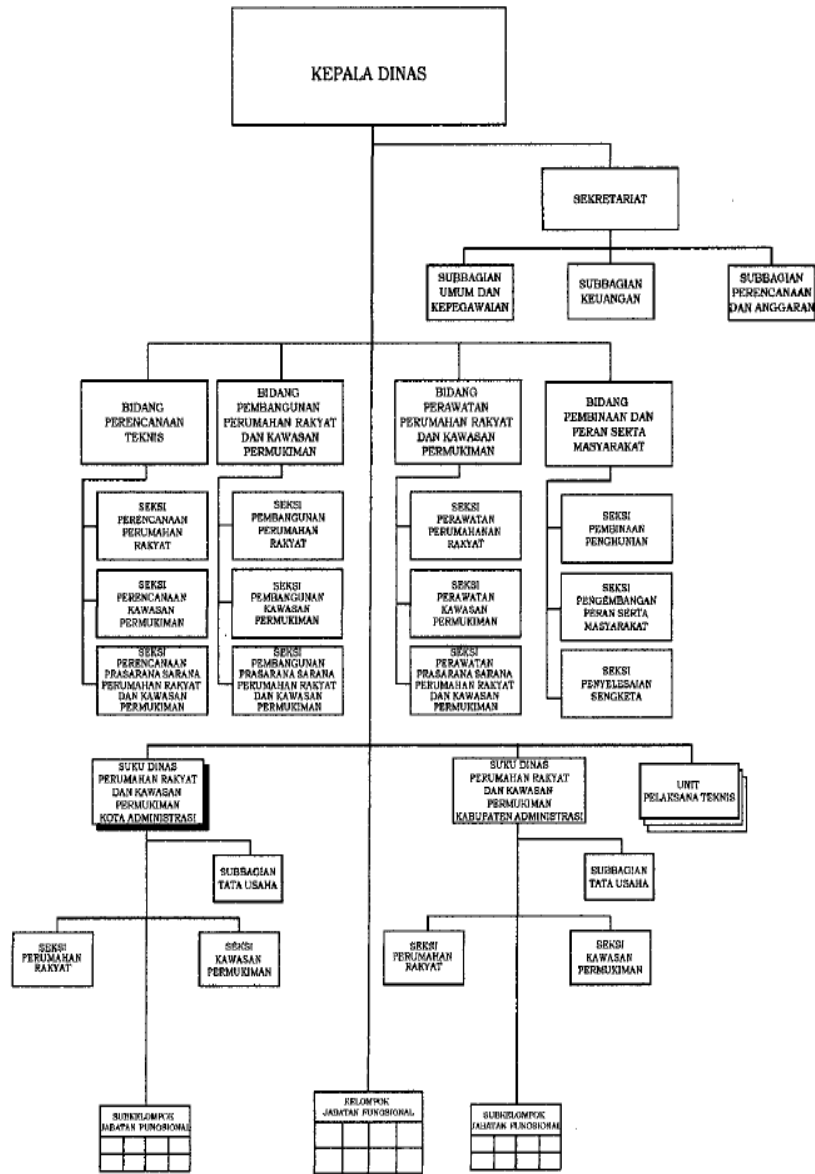 KEPALA DINAS
SEKRETARIAT
SUBBAGIAN
UMUM DAN
KEPEGAWAIAN
SUBBAGIAN
KEUANGAN
SUBBAGIAN
PERENCANAAN
DAN ANGGARAN
BIDANG
PERENCANAAN
TEKNIS
BIDANG
PEMBANGUNAN
PERUMAHAN RAKYAT
DAN KAWASAN
PERMUKIMAN
BIDANG
PERAWATAN
PERUMAHAN RAKYAT
DAN KAWASAN
PERMUKIMAN
BIDANG
PEMBINAAN DAN
PERAN SERTA
MASYARAKAT
SEKSI
PERENCANAAN
PERUMAHAN
RAKYAT
SEKSI
PEMBANGUNAN
PERUMAHAN
RAKYAT
SEKSI
PERAWATAN
PERUMAHANAN
RAKYAT
SEKSI
PEMBINAAN
PENGHUNIAN
SEKSI
PERENCANAAN
KAWASAN
PERMUKIMAN
SEKSI
PEMBANGUNAN
KAWASAN
PERMUKIMAN
SEKSI
PERAWATAN
KAWASAN
PERMUKIMAN
SEKSI
PENGEMBANGAN
PERAN SERTA
MASYARAKAT
SEKSI
PERENCANAAN
PRASARANA SARANA
PERUMAHAN RAKYAT
DAN KAWASAN
PERMUKIMAN
SEKSI
PEMBANGUNAN
PRASARANA SARANA
PERUMAHAN RAKYAT
DAN KAWASAN
PERMUKIMAN
SEKSI
PERAWATAN
PRASARANA SARANA
PERUMAHAN RAKYAT
DAN KAWASAN
PERMUKIMAN
SEKSI
PENYELESAIAN
SENGKETA
SUKU DINAS
PERUMAHAN RAKYAT
DAN KAWASAN
PERMUKIMAN
KOTA ADMINISTRASI
SUKU DINAS
PERUMAHAN RAKYAT
DAN KAWASAN
PERMUKIMAN
KABUPATEN ADMINISTRASI
UNIT
PELAKSANA TEKNIS
SUBBAGIAN
TATA USAHA
SUBBAGIAN
TATA USAHA
SEKSI
PERUMAHAN
RAKYAT
SEKSI
KAWASAN
PERMUKIMAN
SEKSI
PERUMAHAN
RAKYAT
SEKSI
KAWASAN
PERMUKIMAN
SUBKELOMPOK
JABATAN FUNGSIONAL
KELOMPOK
JABATAN FUNGSIONAL
SUBKELOMPOK
JABATAN FUNGSIONAL